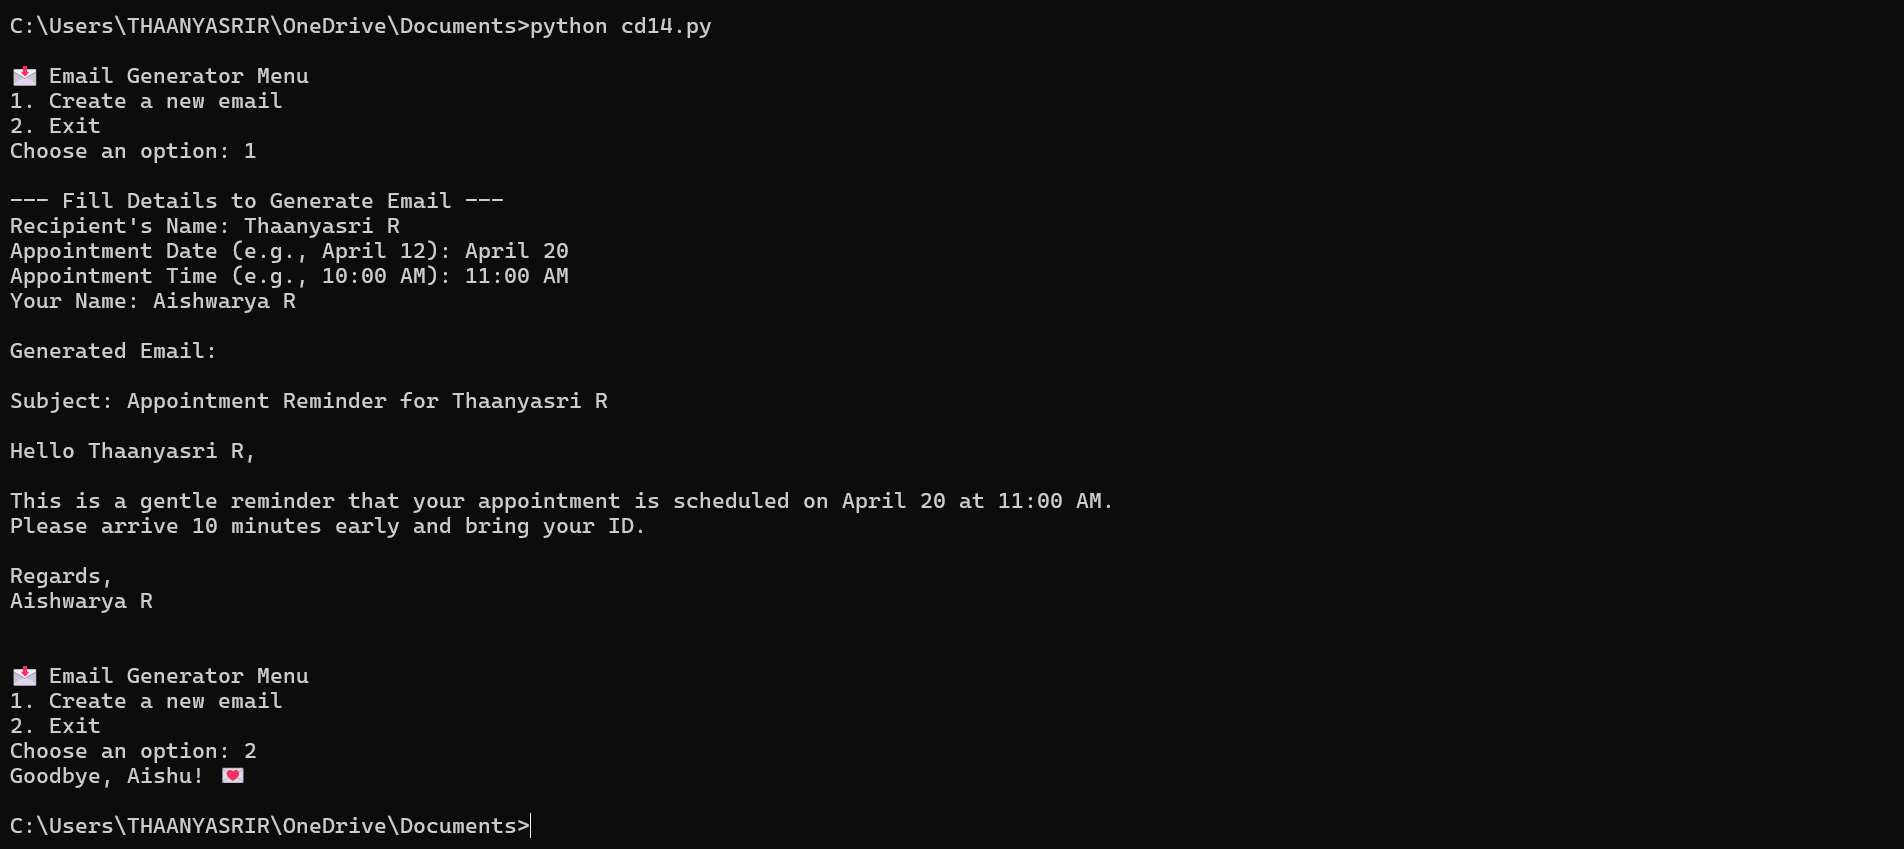 C:\Users\THAANYASRIR\OneDrive\Documents>python cd14.py
📩 Email Generator Menu
1. Create a new email
2. Exit
Choose an option: 1
--- Fill Details to Generate Email ---
Recipient's Name: Thaanyasri R
Appointment Date (e.g., April 12): April 20
Appointment Time (e.g., 10:00 AM): 11:00 AM
Your Name: Aishwarya R
Generated Email:
Subject: Appointment Reminder for Thaanyasri R
Hello Thaanyasri R,
This is a gentle reminder that your appointment is scheduled on April 20 at 11:00 AM.
Please arrive 10 minutes early and bring your ID.
Regards,
Aishwarya R
📩 Email Generator Menu
1. Create a new email
2. Exit
Choose an option: 2
Goodbye, Aishu! 💌
C:\Users\THAANYASRIR\OneDrive\Documents>